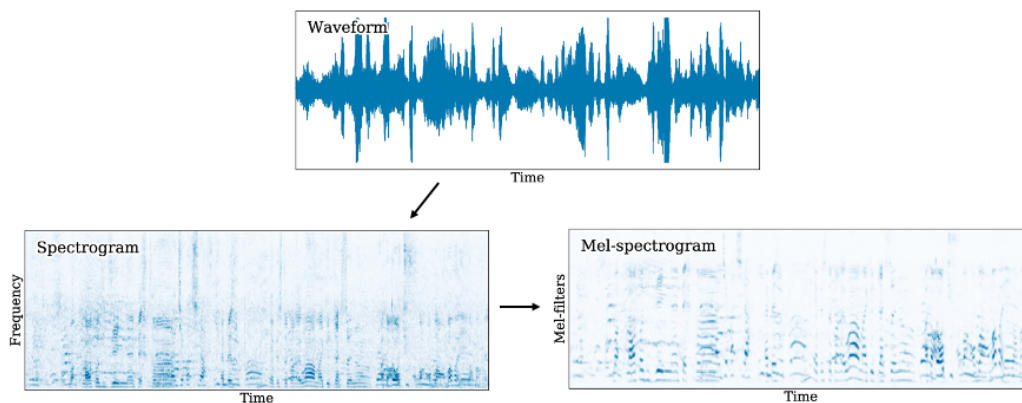 Waveform
Time
Spectrogram
Frequency
Time
Mel-spectrogram
Mel-filters
Time